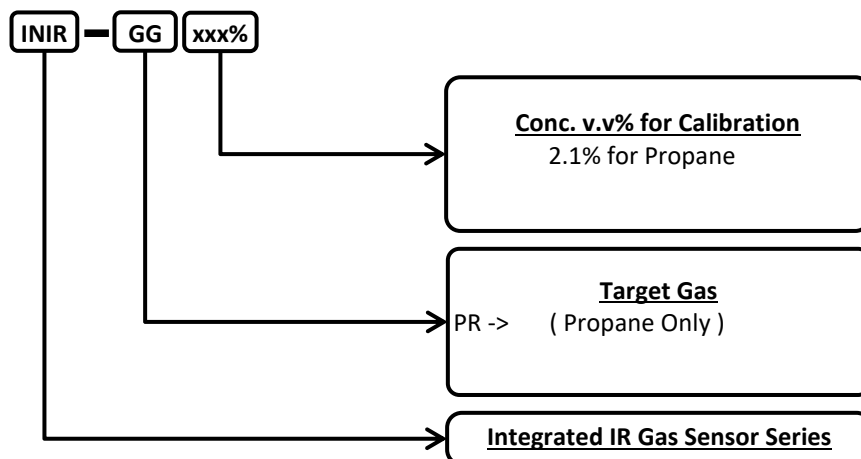 INIR - GG xxx%
Conc. v.v% for Calibration
2.1% for Propane
Target Gas
PR -> ( Propane Only )
Integrated IR Gas Sensor Series